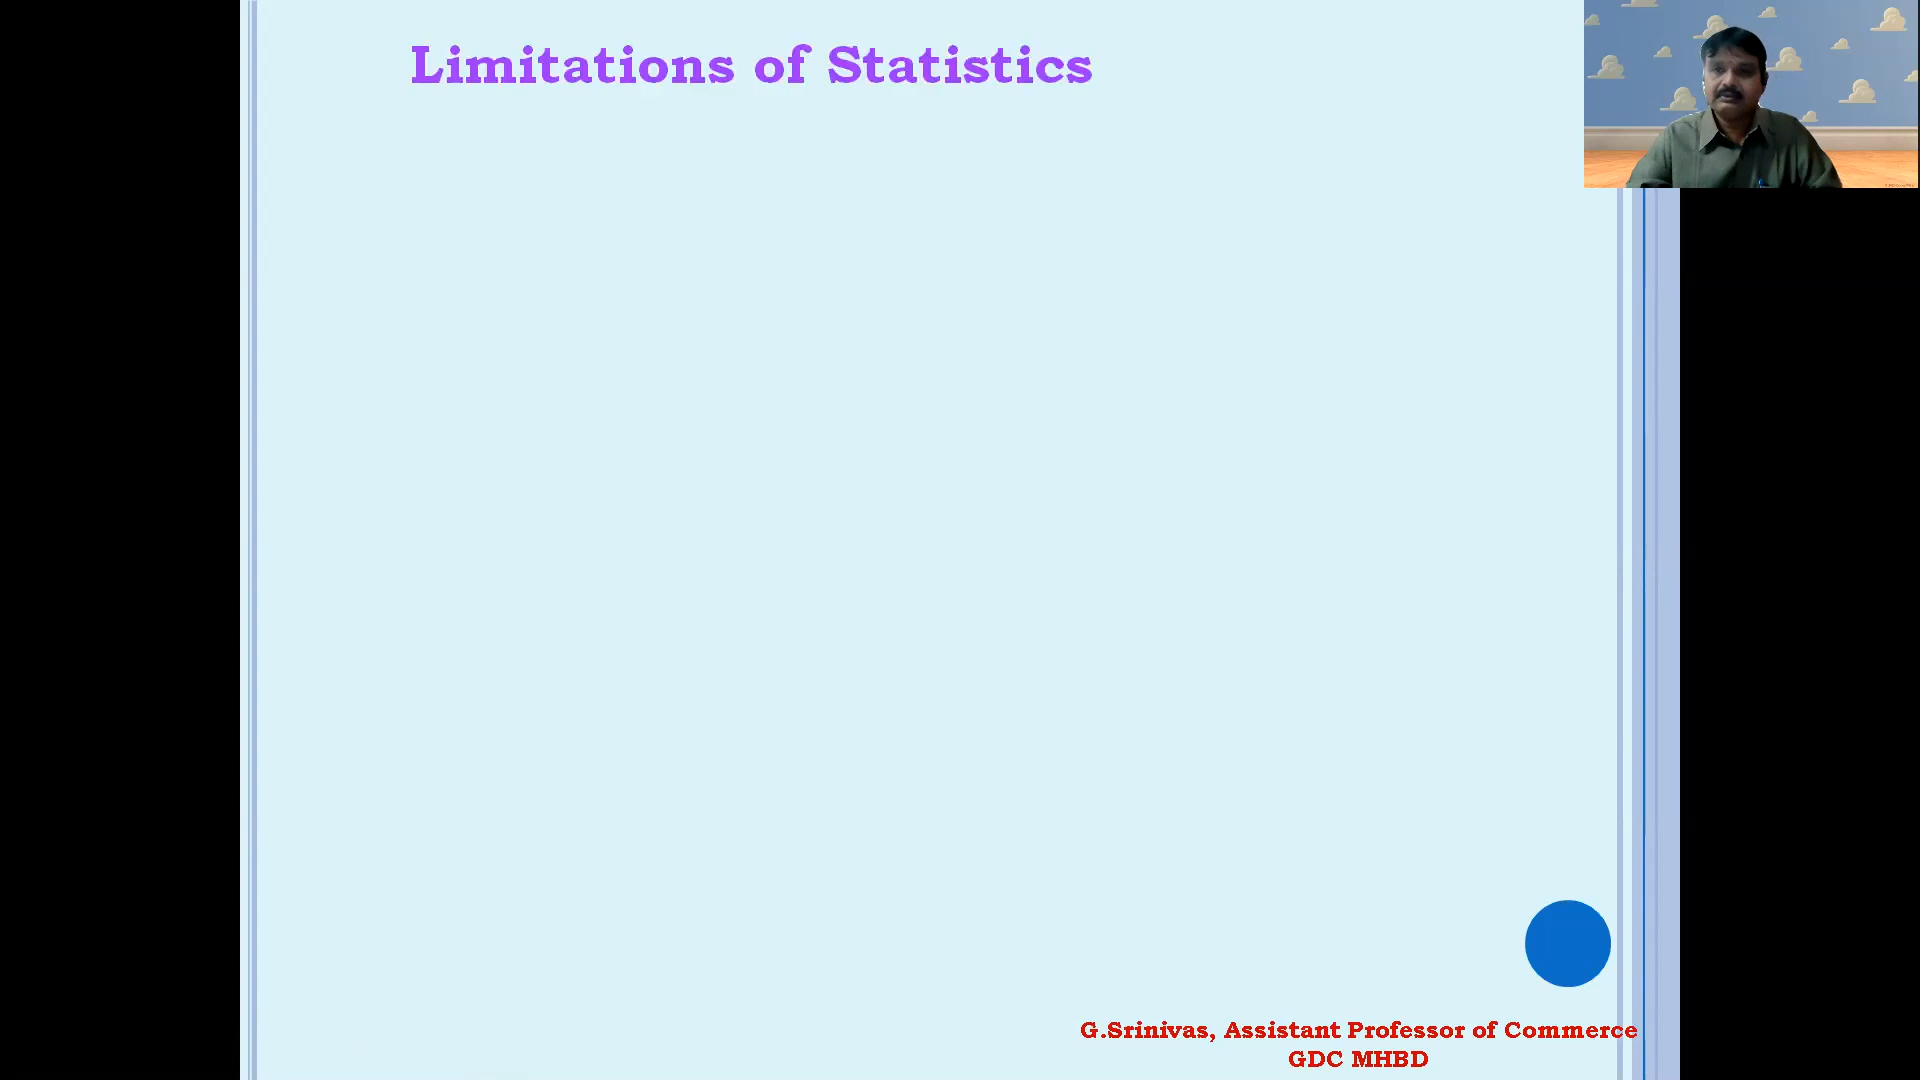 Limitations of Statistics
G.Srinivas, Assistant Professor of Commerce
GDC MHBD